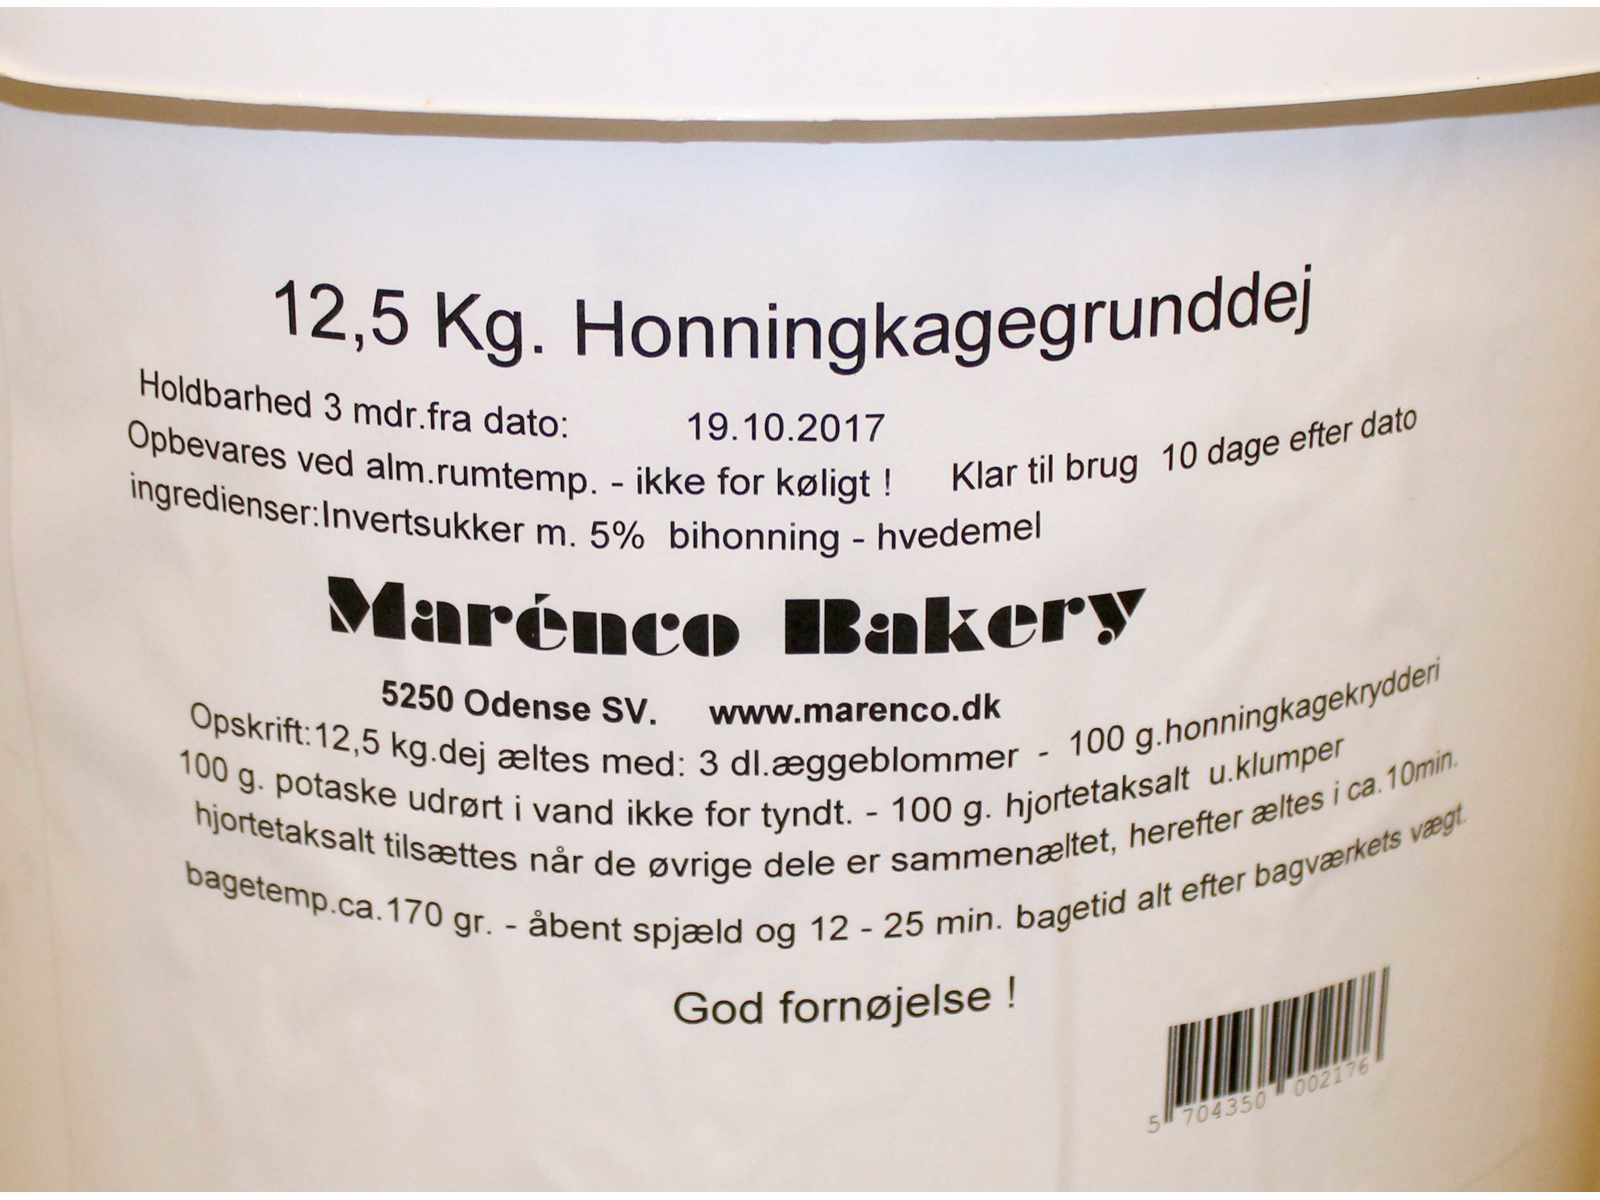 12,5 Kg. Honningkagegrunddej
Holdbarhed 3 mdr.fra dato: 19.10.2017
Opbevares ved alm.rumtemp. - ikke for køligt ! Klar til brug 10 dage efter dato
ingredienser:Invertsukker m. 5% bihonning - hvedemel
Marénco Bakery
5250 Odense SV. www.marenco.dk
Opskrift:12,5 kg.dej æltes med: 3 dl.æggeblommer - 100 g.honningkagekrydderi
100 g. potaske udrørt i vand ikke for tyndt. - 100 g. hjortetaksalt u.klumper
hjortetaksalt tilsættes når de øvrige dele er sammenæltet, herefter æltes i ca.10min.
bagetemp.ca.170 gr. - åbent spjæld og 12 - 25 min. bagetid alt efter bagværkets vægt.
God fornøjelse !
5 704350 002176